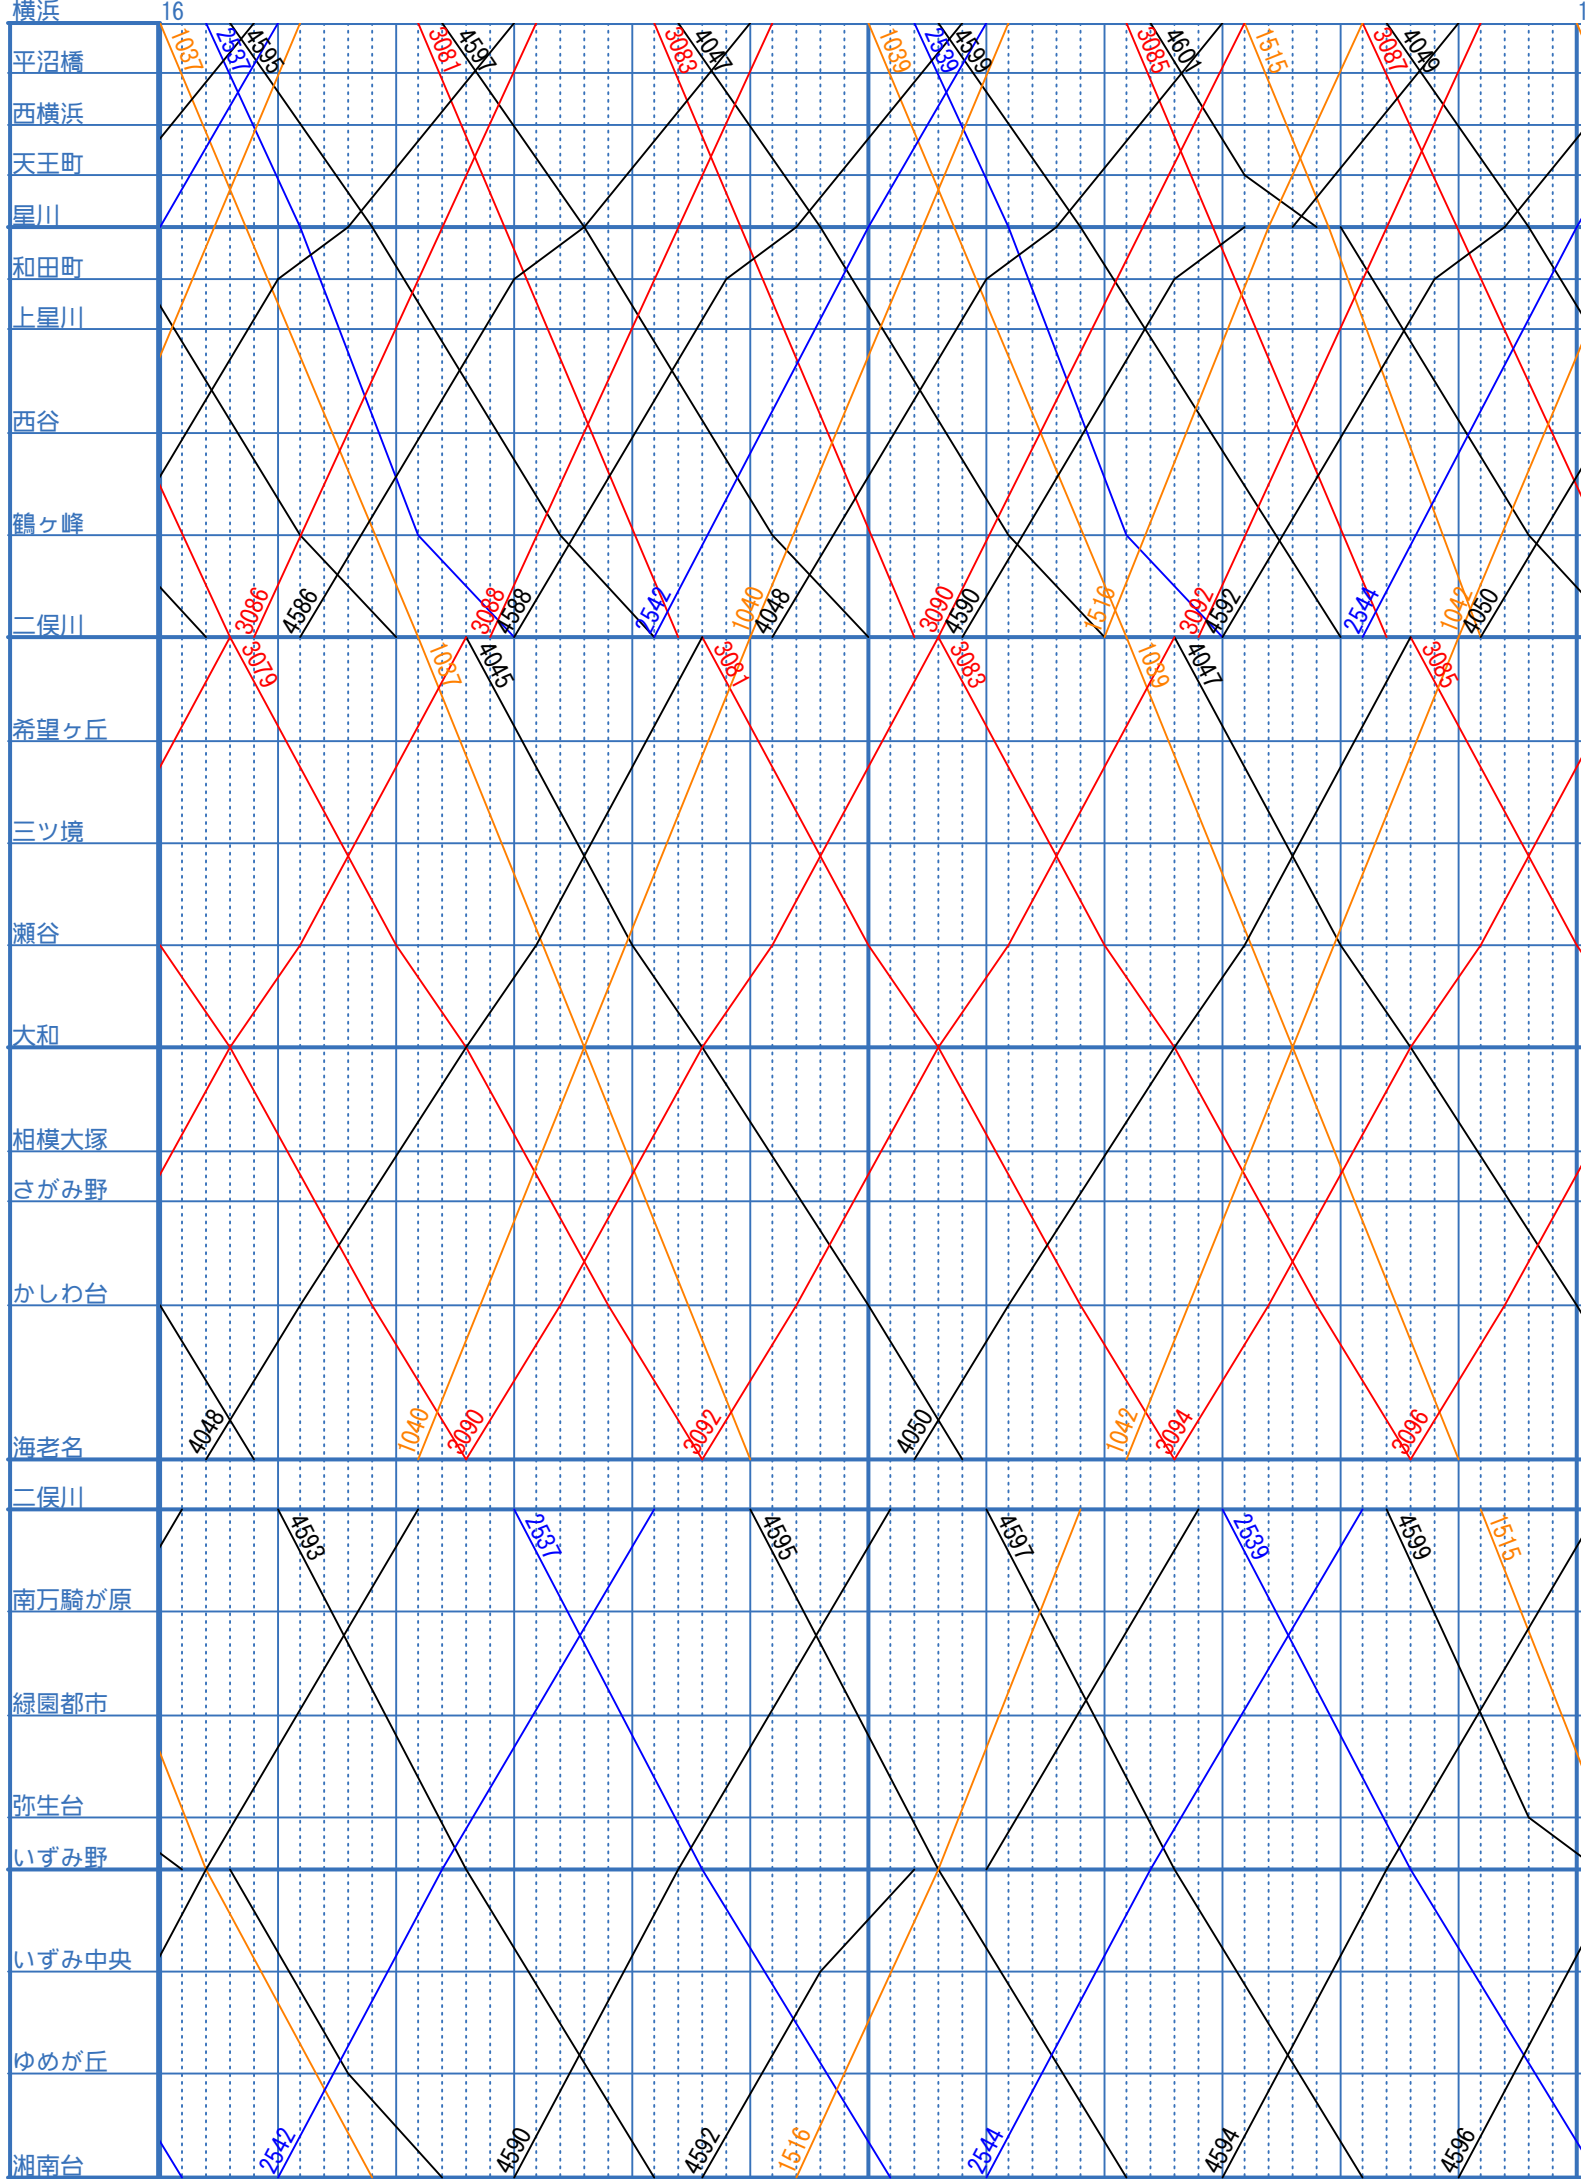 横浜 16 1
1037 2537 4595 3081 4597 3083 4047 1039 2539 4599 3085 4601 1515 3087 4049
平沼橋
西横浜
天王町
星川
和田町
上星川
西谷
鶴ヶ峰
3086 4586 3088 4588 2542 1040 4048 3090 4590 1516 3092 4592 2544 1042 4050
二俣川
3079 1037 4045 3081 3083 1039 4047 3085
希望ヶ丘
三ツ境
瀬谷
大和
相模大塚
さがみ野
かしわ台
4048 1040 3090 3092 4050 1042 3094 3096
海老名
二俣川
4593 2537 4595 4597 2539 4599 1515
南万騎が原
緑園都市
弥生台
いずみ野
いずみ中央
ゆめが丘
2542 4590 4592 1516 2544 4594 4596
湘南台